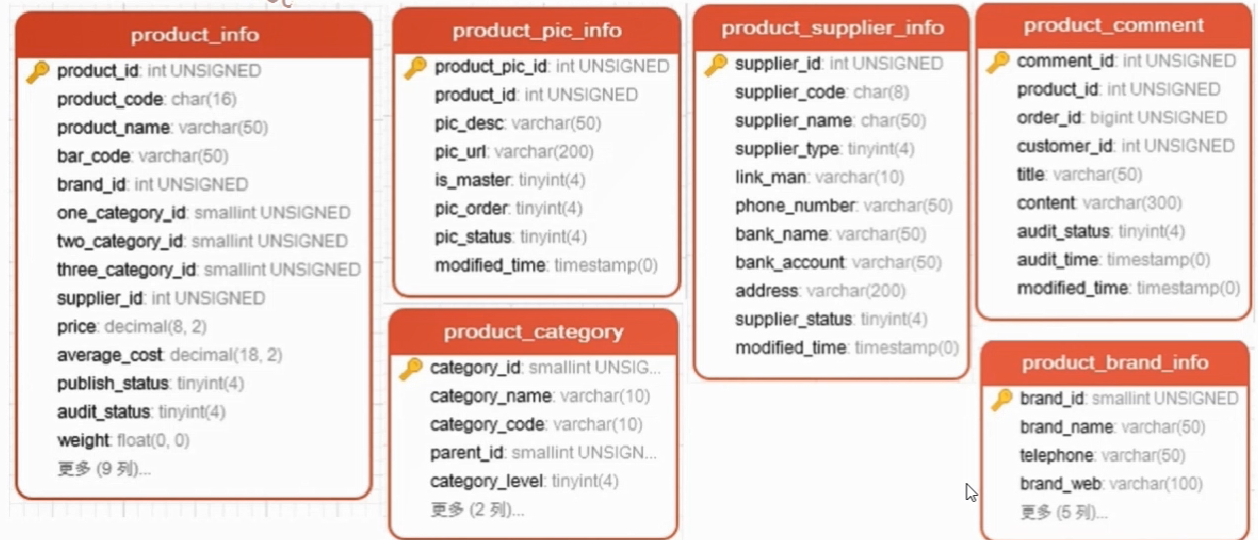 product_info
product_id: int UNSIGNED
product_code: char(16)
product_name: varchar(50)
bar_code: varchar(50)
brand_id: int UNSIGNED
one_category_id: smallint UNSIGNED
two_category_id: smallint UNSIGNED
three_category_id: smallint UNSIGNED
supplier_id: int UNSIGNED
price: decimal(8, 2)
average_cost: decimal(18, 2)
publish_status: tinyint(4)
audit_status: tinyint(4)
weight: float(0, 0)
更多 (9 列)...
product_pic_info
product_pic_id: int UNSIGNED
product_id: int UNSIGNED
pic_desc: varchar(50)
pic_url: varchar(200)
is_master: tinyint(4)
pic_order: tinyint(4)
pic_status: tinyint(4)
modified_time: timestamp(0)
product_category
category_id: smallint UNSIG...
category_name: varchar(10)
category_code: varchar(10)
parent_id: smallint UNSIGN...
category_level: tinyint(4)
更多 (2 列)...
product_supplier_info
supplier_id: int UNSIGNED
supplier_code: char(8)
supplier_name: char(50)
supplier_type: tinyint(4)
link_man: varchar(10)
phone_number: varchar(50)
bank_name: varchar(50)
bank_account: varchar(50)
address: varchar(200)
supplier_status: tinyint(4)
modified_time: timestamp(0)
product_comment
comment_id: int UNSIGNED
product_id: int UNSIGNED
order_id: bigint UNSIGNED
customer_id: int UNSIGNED
title: varchar(50)
content: varchar(300)
audit_status: tinyint(4)
audit_time: timestamp(0)
modified_time: timestamp(0)
product_brand_info
brand_id: smallint UNSIGNED
brand_name: varchar(50)
telephone: varchar(50)
brand_web: varchar(100)
更多 (5 列)...